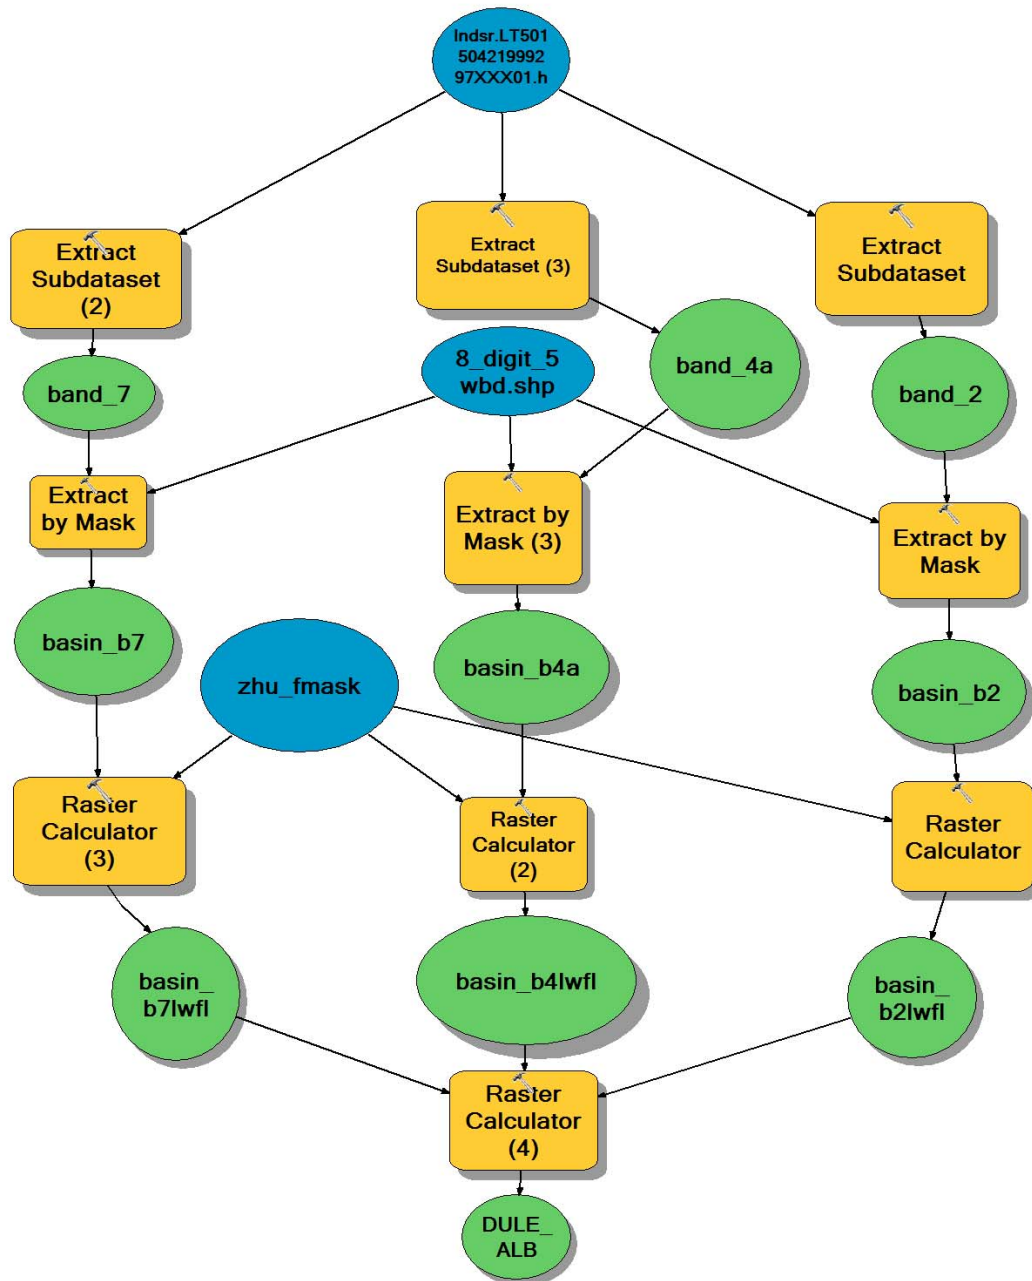 lndsr.LT501
504219992
97XXX01.h
Extract
Subdataset
(2)
Extract
Subdataset (3)
Extract
Subdataset
band_7
8_digit_5
wbd.shp
band_4a
band_2
Extract
by Mask
Extract by
Mask (3)
Extract by
Mask
basin_b7
zhu_fmask
basin_b4a
basin_b2
Raster
Calculator
(3)
Raster
Calculator
(2)
Raster
Calculator
basin_
b7lwfl
basin_b4lwfl
basin_
b2lwfl
Raster
Calculator
(4)
DULE_
ALB